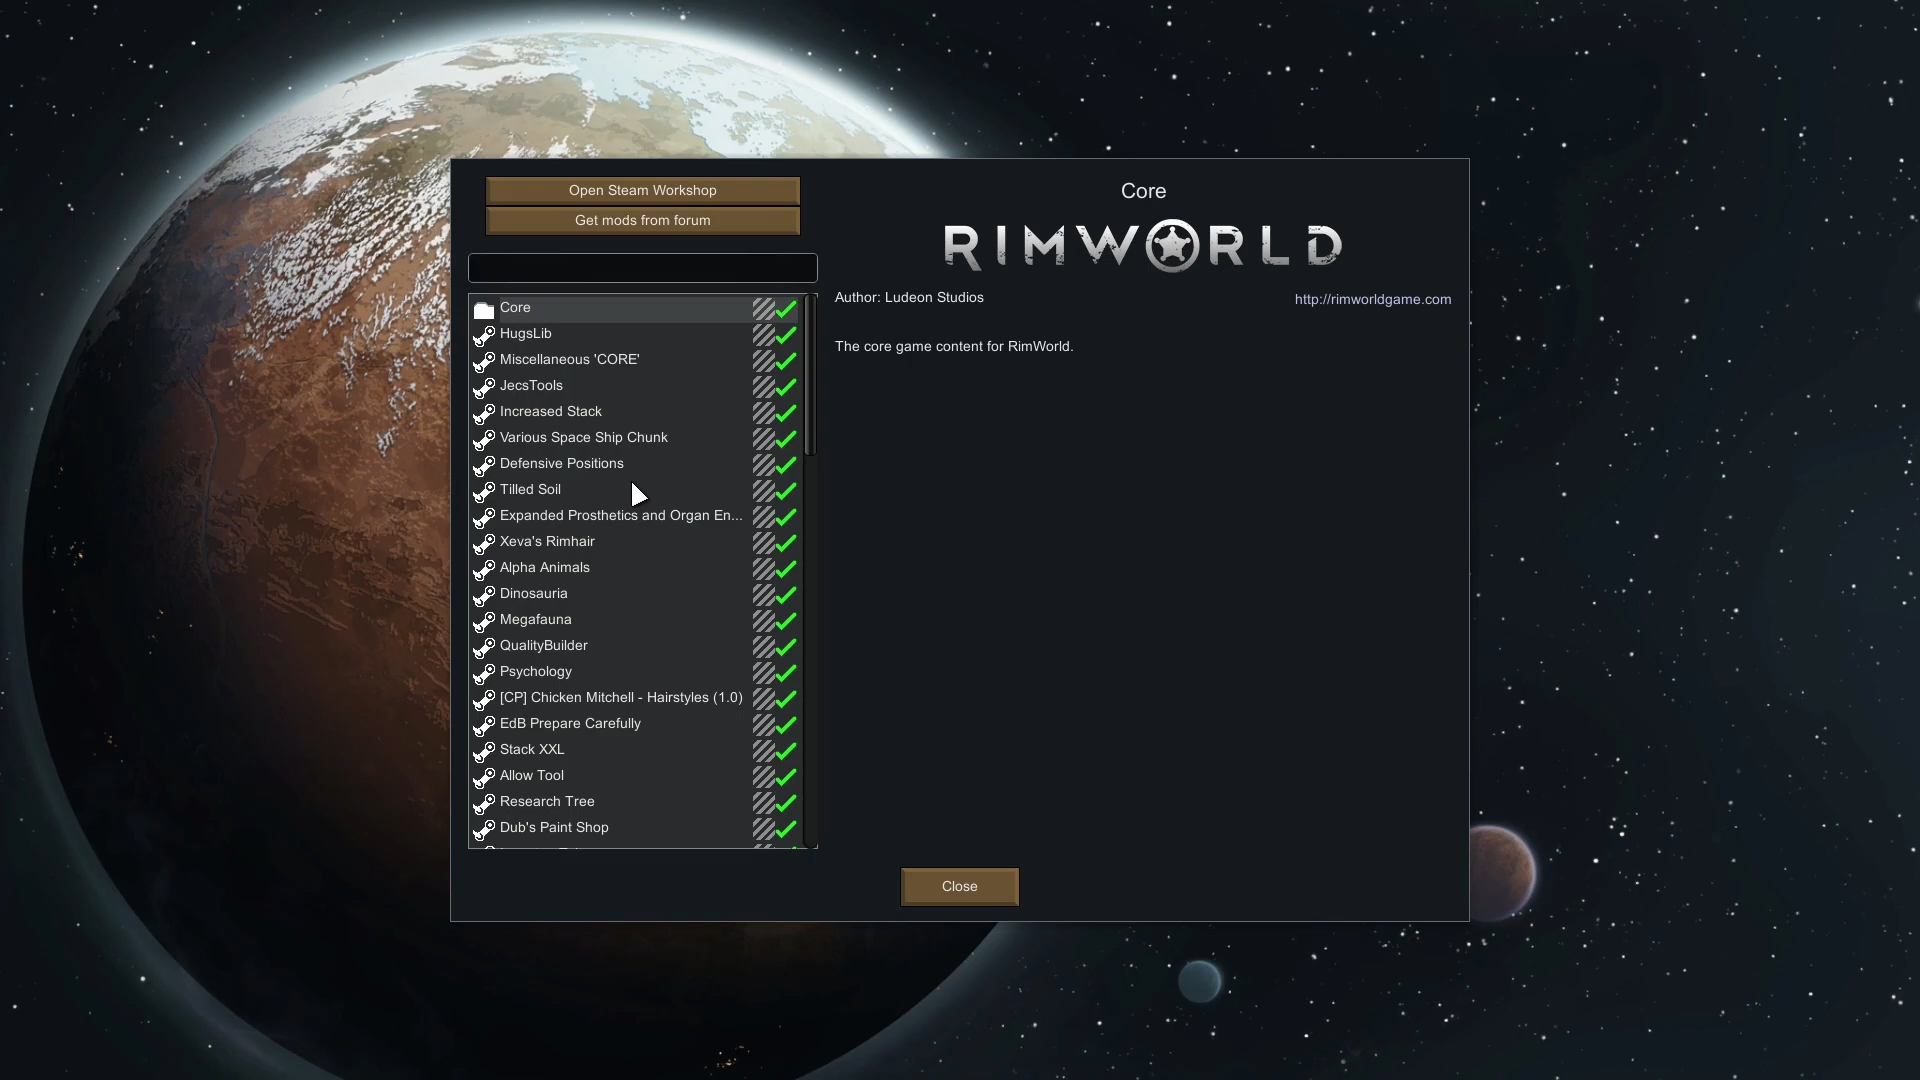 Open Steam Workshop
Get mods from forum
Core
HugsLib
Miscellaneous 'CORE'
JecsTools
Increased Stack
Various Space Ship Chunk
Defensive Positions
Tilled Soil
Expanded Prosthetics and Organ En...
Xeva's Rimhair
Alpha Animals
Dinosauria
Megafauna
QualityBuilder
Psychology
[CP] Chicken Mitchell - Hairstyles (1.0)
EdB Prepare Carefully
Stack XXL
Allow Tool
Research Tree
Dub's Paint Shop
Core
RIMWORLD
Author: Ludeon Studios
http://rimworldgame.com
The core game content for RimWorld.
Close